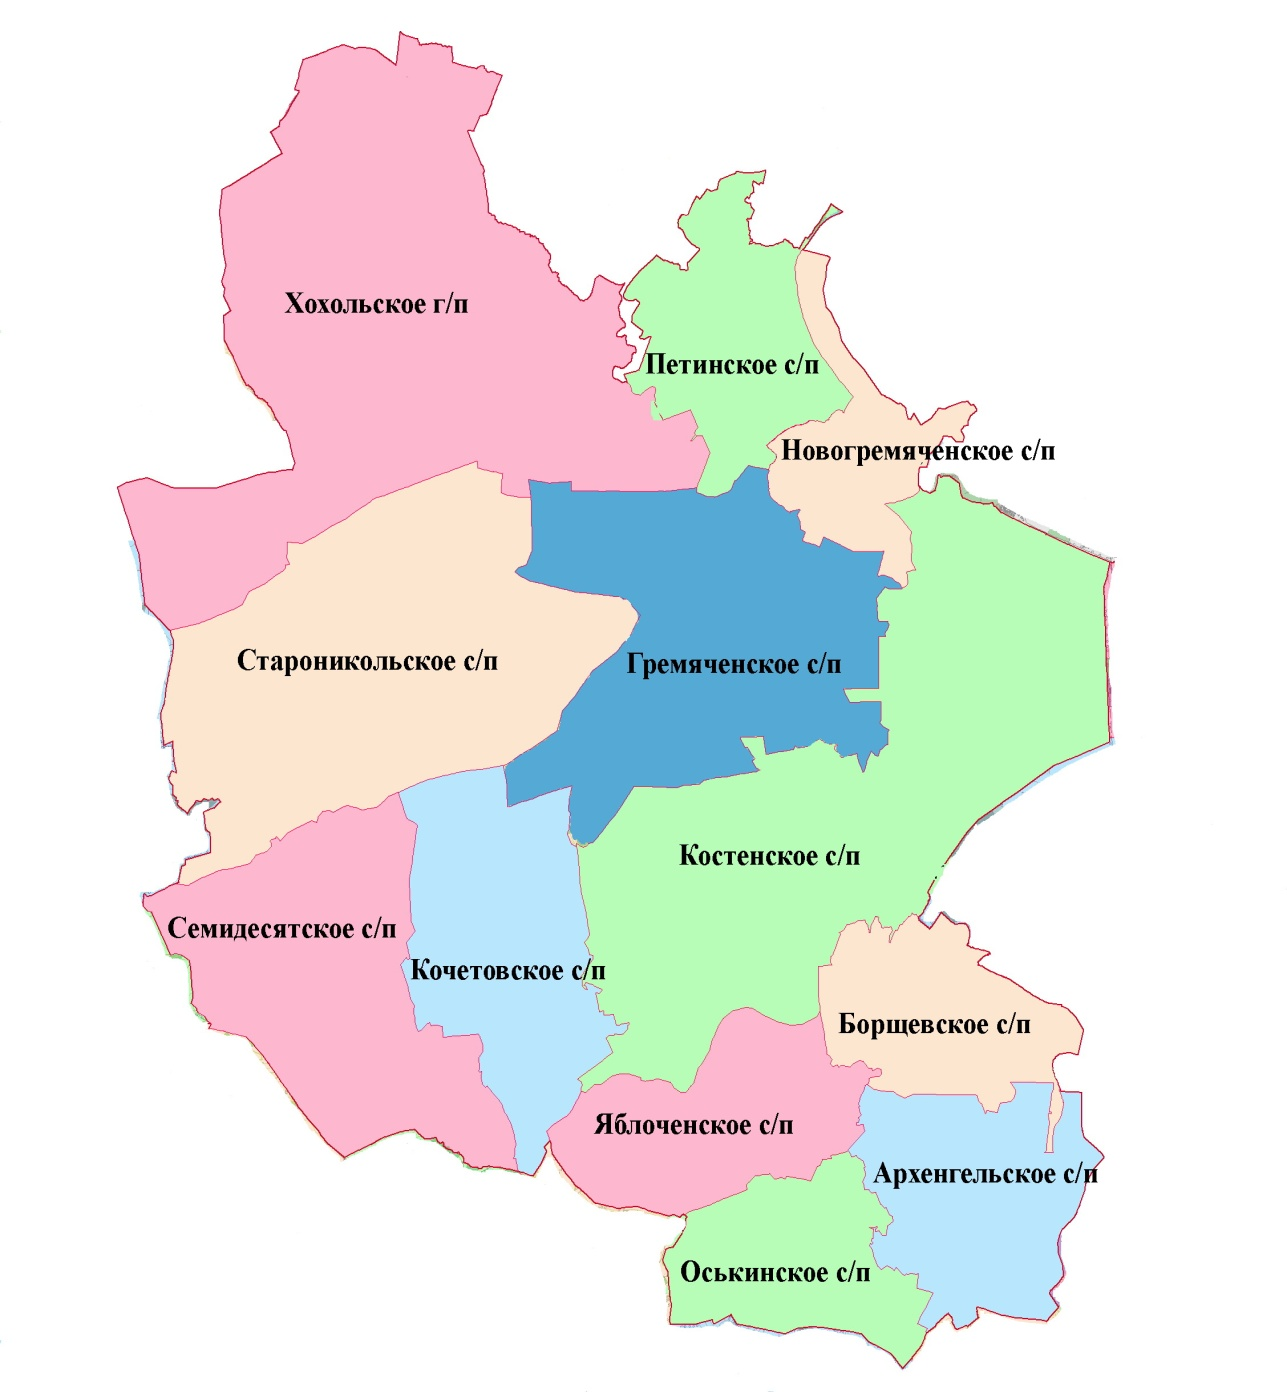 Хохольское г/п
Петинское с/п
Новогремяченское с/п
Староникольское с/п
Гремяченское с/п
Костенское с/п
Семидесятское с/п
Кочетовское с/п
Борщевское с/п
Яблоченское с/п
Архенгельское с/п
Оськинское с/п